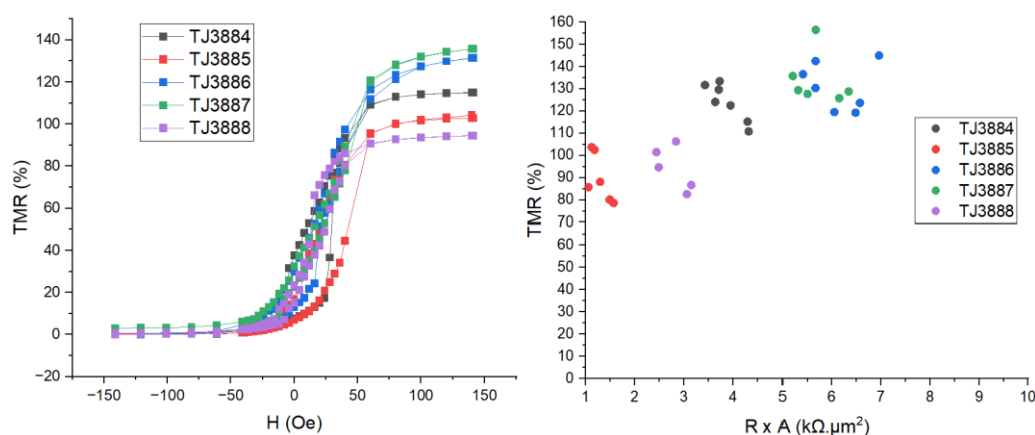 TJ3884
TJ3885
TJ3886
TJ3887
TJ3888
140
120
100
80
60
40
20
0
−20
TMR (%)
−150 −100 −50 0 50 100 150
H (Oe)
160
150
140
130
120
110
100
90
80
70
60
50
40
30
20
10
0
TMR (%)
TJ3884
TJ3885
TJ3886
TJ3887
TJ3888
1 2 3 4 5 6 7 8 9 10
R x A (kΩ.µm²)